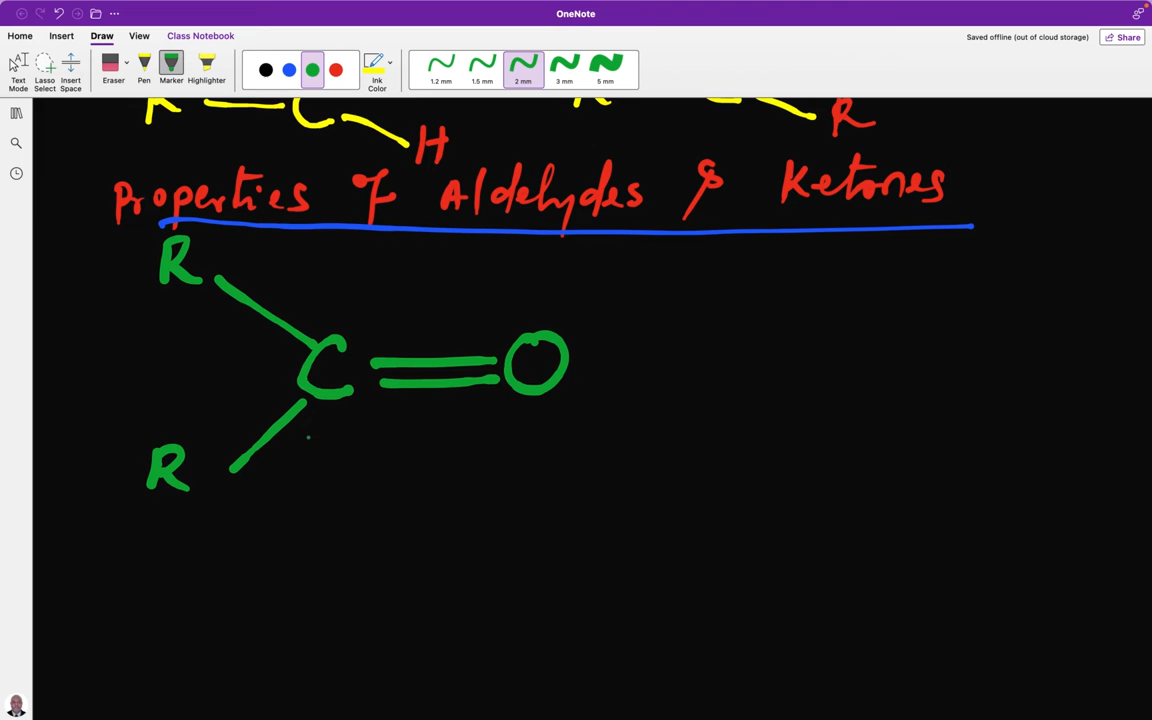 OneNote
Home Insert Draw View Class Notebook
Saved offline (out of cloud storage)
Share
Text Mode
Lasso Select
Insert Space
Eraser
Pen
Marker
Highlighter
Ink Color
1.2 mm
1.5 mm
2 mm
3 mm
5 mm
R C R
H
Properties of Aldehydes & Ketones
R
C O
R